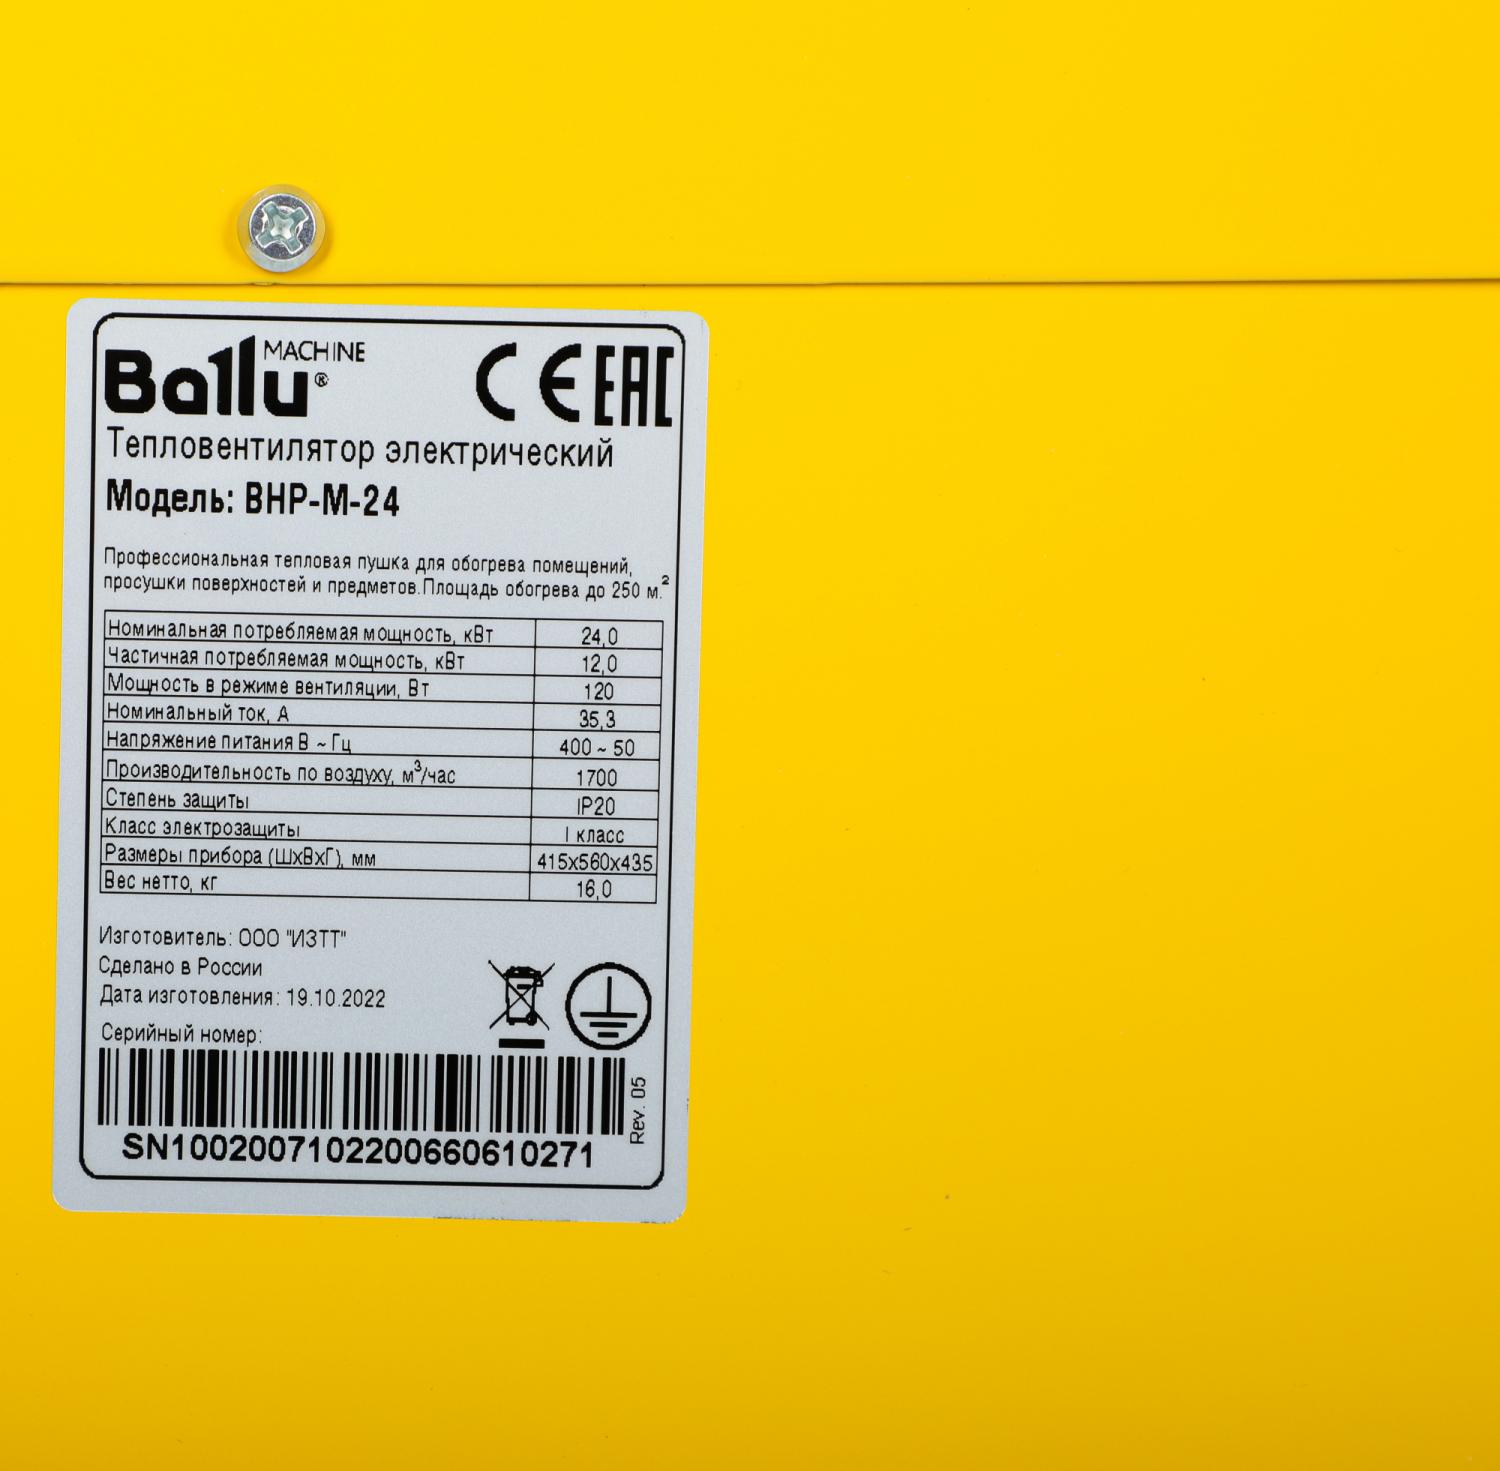 Ballu® MACHINE CE EAC
Тепловентилятор электрический
Модель: BHP-M-24
Профессиональная тепловая пушка для обогрева помещений,
просушки поверхностей и предметов.Площадь обогрева до 250 м.²
Номинальная потребляемая мощность, кВт 24,0
Частичная потребляемая мощность, кВт 12,0
Мощность в режиме вентиляции, Вт 120
Номинальный ток, А 35,3
Напряжение питания В ~ Гц 400 ~ 50
Производительность по воздуху, м³/час 1700
Степень защиты IP20
Класс электрозащиты I класс
Размеры прибора (ШхВхГ), мм 415x560x435
Вес нетто, кг 16,0
Изготовитель: ООО "ИЗТТ"
Сделано в России
Дата изготовления: 19.10.2022
Серийный номер:
Rev. 05
SN1002007102200660610271